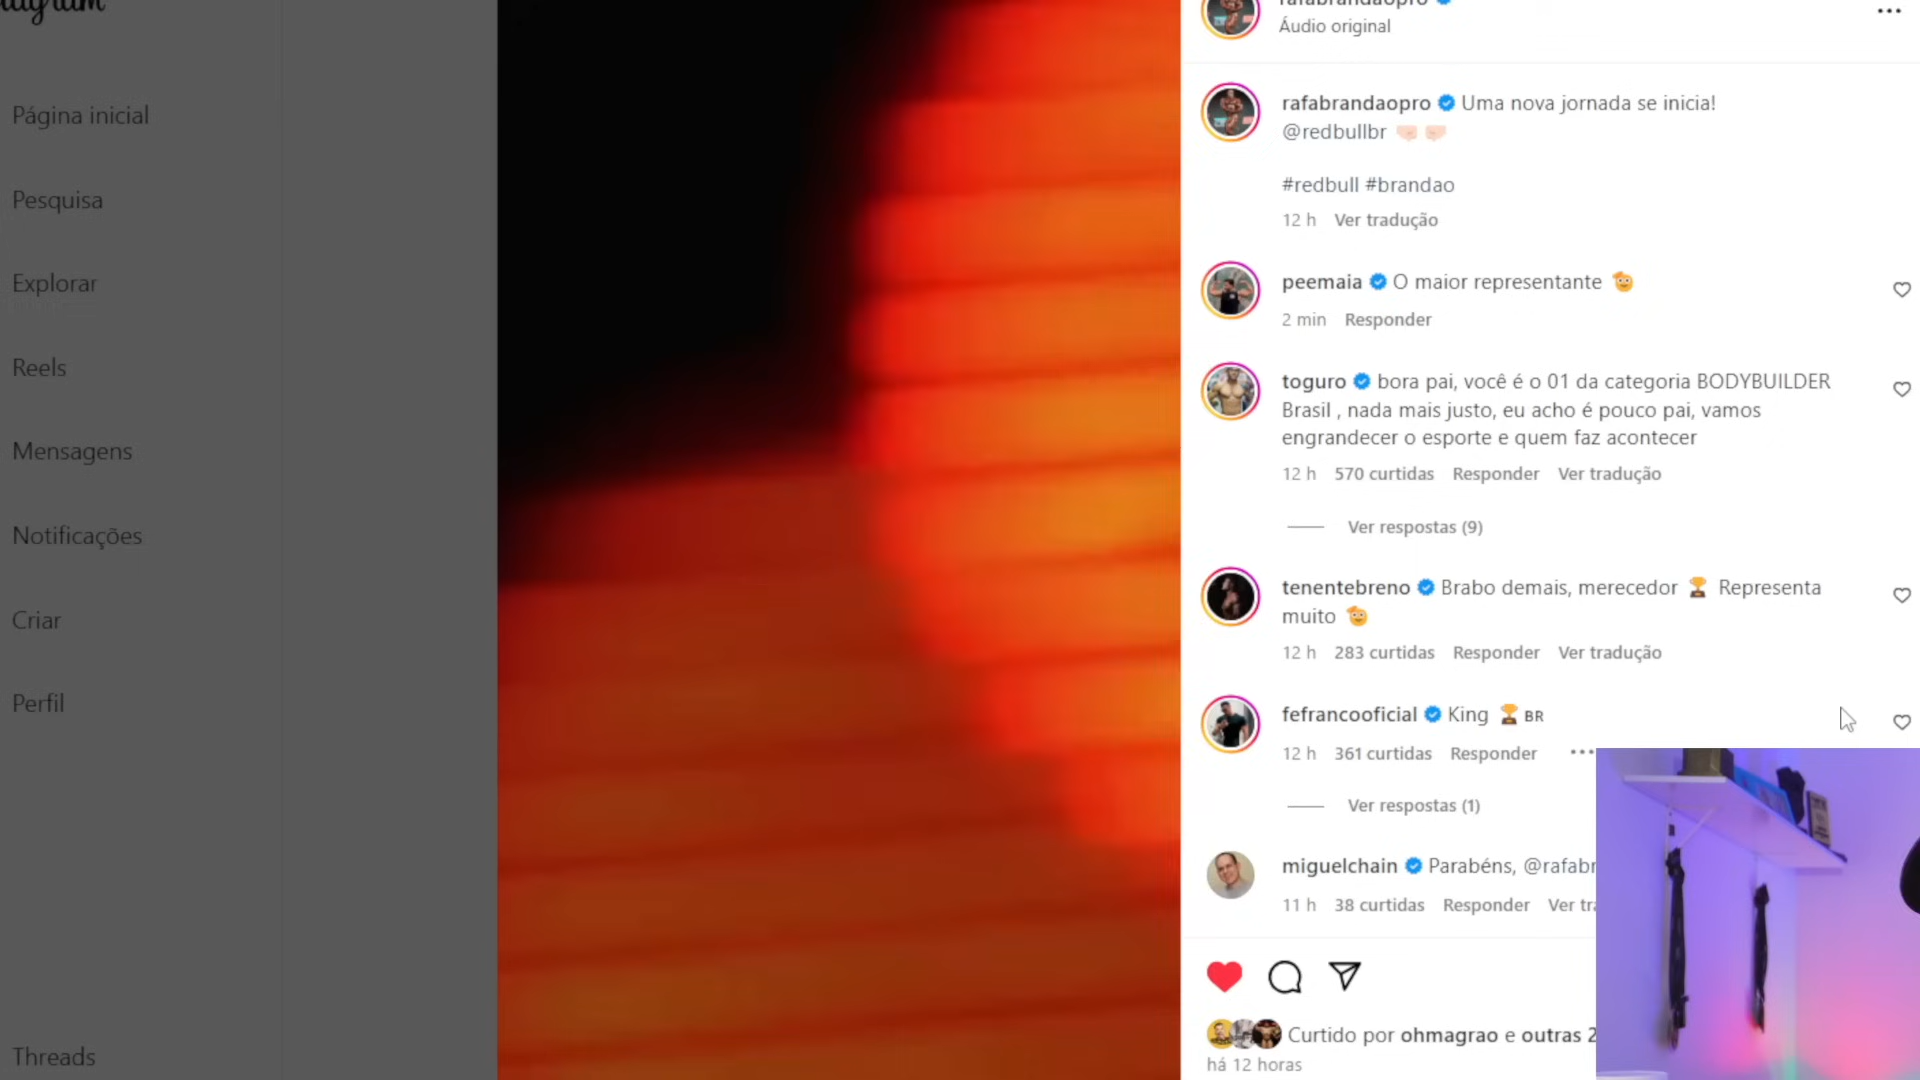 Página inicial
Pesquisa
Explorar
Reels
Mensagens
Notificações
Criar
Perfil
Threads
rafabrandaopro
Áudio original
rafabrandaopro Uma nova jornada se inicia!
@redbullbr
#redbull #brandao
12 h Ver tradução
peemaia O maior representante
2 min Responder
toguro bora pai, você é o 01 da categoria BODYBUILDER
Brasil , nada mais justo, eu acho é pouco pai, vamos
engrandecer o esporte e quem faz acontecer
12 h 570 curtidas Responder Ver tradução
Ver respostas (9)
tenentebreno Brabo demais, merecedor 🏆 Representa
muito
12 h 283 curtidas Responder Ver tradução
fefrancooficial King 🏆 BR
12 h 361 curtidas Responder
Ver respostas (1)
miguelchain Parabéns, @rafabr
11 h 38 curtidas Responder Ver tr
Curtido por ohmagrao e outras 2
há 12 horas